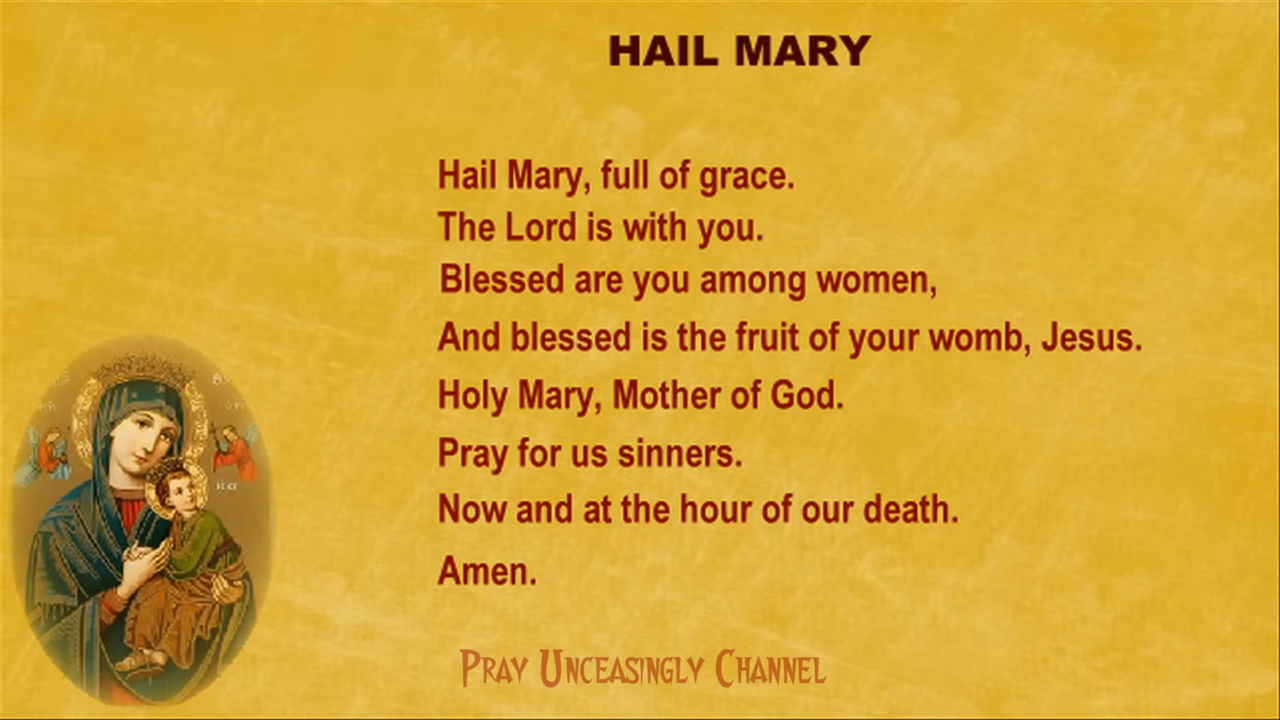 HAIL MARY
Hail Mary, full of grace.
The Lord is with you.
Blessed are you among women,
And blessed is the fruit of your womb, Jesus.
Holy Mary, Mother of God.
Pray for us sinners.
Now and at the hour of our death.
Amen.
PRAY UNCEASINGLY CHANNEL